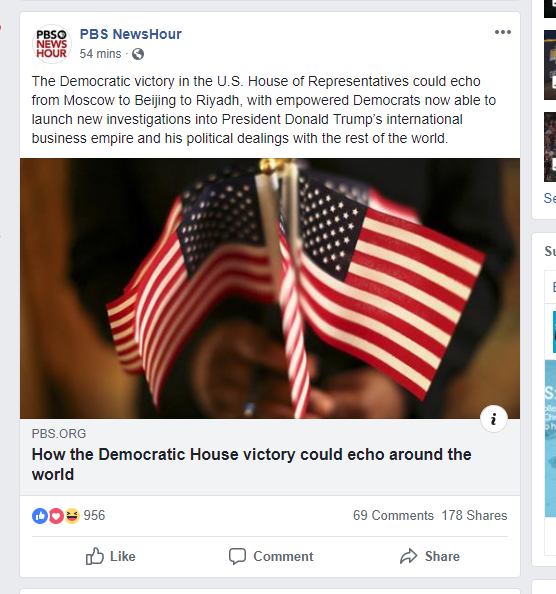 PBS NEWS HOUR
PBS NewsHour
54 mins ·
The Democratic victory in the U.S. House of Representatives could echo
from Moscow to Beijing to Riyadh, with empowered Democrats now able to
launch new investigations into President Donald Trump's international
business empire and his political dealings with the rest of the world.
i
PBS.ORG
How the Democratic House victory could echo around the
world
956
69 Comments 178 Shares
Like Comment Share